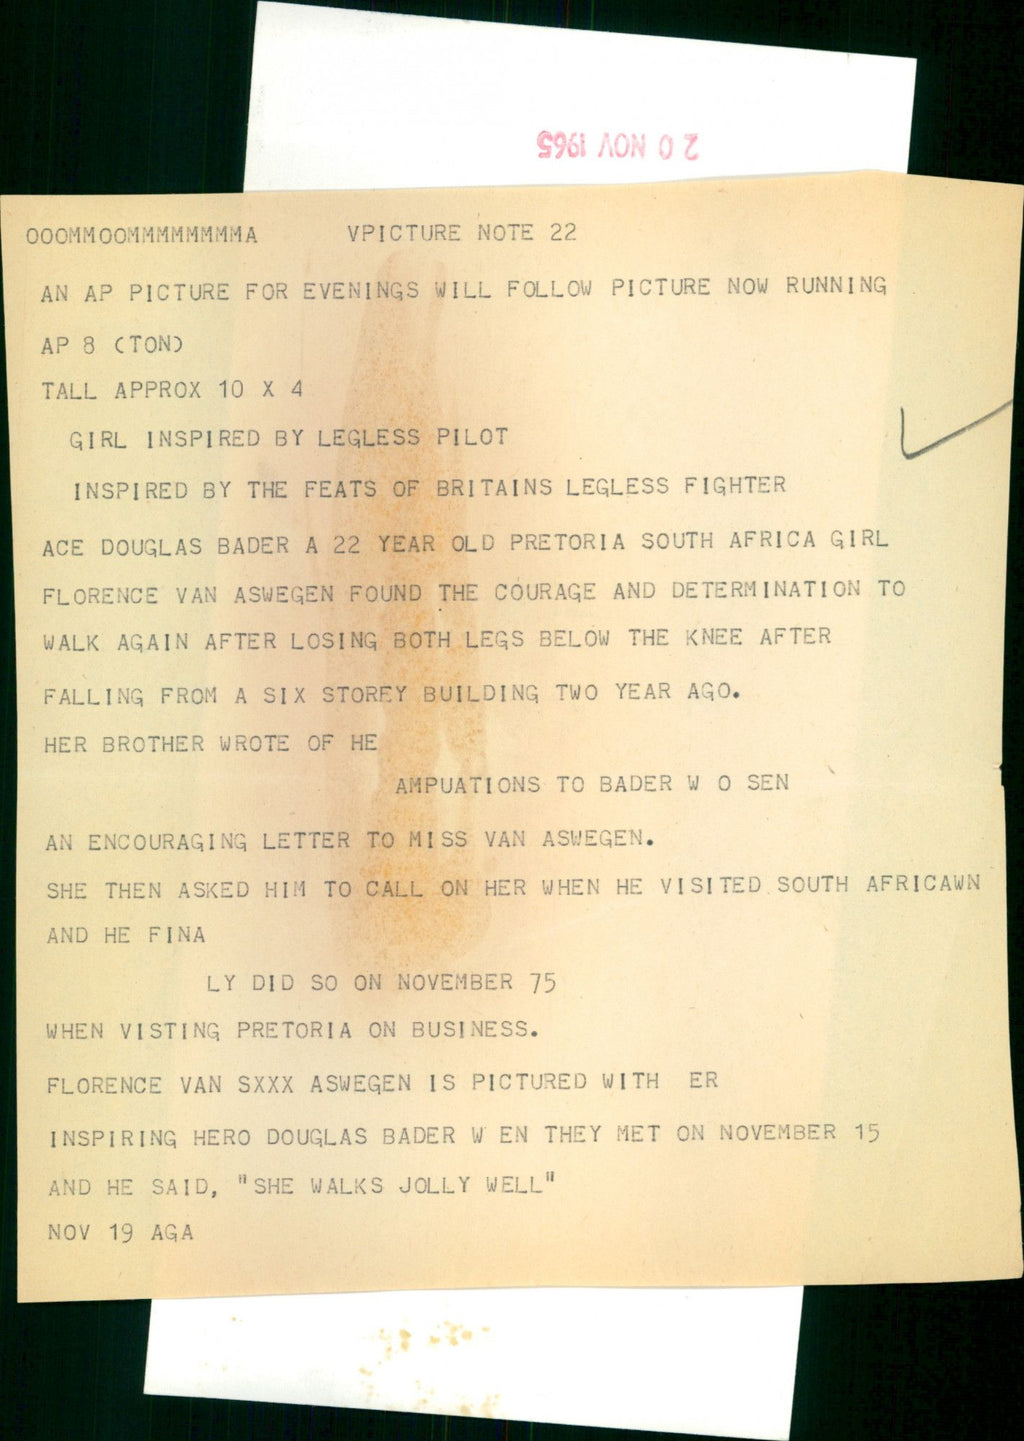 20 NOV 1965
OOOMMOOMMMMMMMMA VPICTURE NOTE 22
AN AP PICTURE FOR EVENINGS WILL FOLLOW PICTURE NOW RUNNING
AP 8 (TON)
TALL APPROX 10 X 4
GIRL INSPIRED BY LEGLESS PILOT
INSPIRED BY THE FEATS OF BRITAINS LEGLESS FIGHTER
ACE DOUGLAS BADER A 22 YEAR OLD PRETORIA SOUTH AFRICA GIRL
FLORENCE VAN ASWEGEN FOUND THE COURAGE AND DETERMINATION TO
WALK AGAIN AFTER LOSING BOTH LEGS BELOW THE KNEE AFTER
FALLING FROM A SIX STOREY BUILDING TWO YEAR AGO.
HER BROTHER WROTE OF HE
AMPUATIONS TO BADER W O SEN
AN ENCOURAGING LETTER TO MISS VAN ASWEGEN.
SHE THEN ASKED HIM TO CALL ON HER WHEN HE VISITED SOUTH AFRICAWN
AND HE FINA
LY DID SO ON NOVEMBER 75
WHEN VISTING PRETORIA ON BUSINESS.
FLORENCE VAN SXXX ASWEGEN IS PICTURED WITH ER
INSPIRING HERO DOUGLAS BADER W EN THEY MET ON NOVEMBER 15
AND HE SAID, "SHE WALKS JOLLY WELL"
NOV 19 AGA